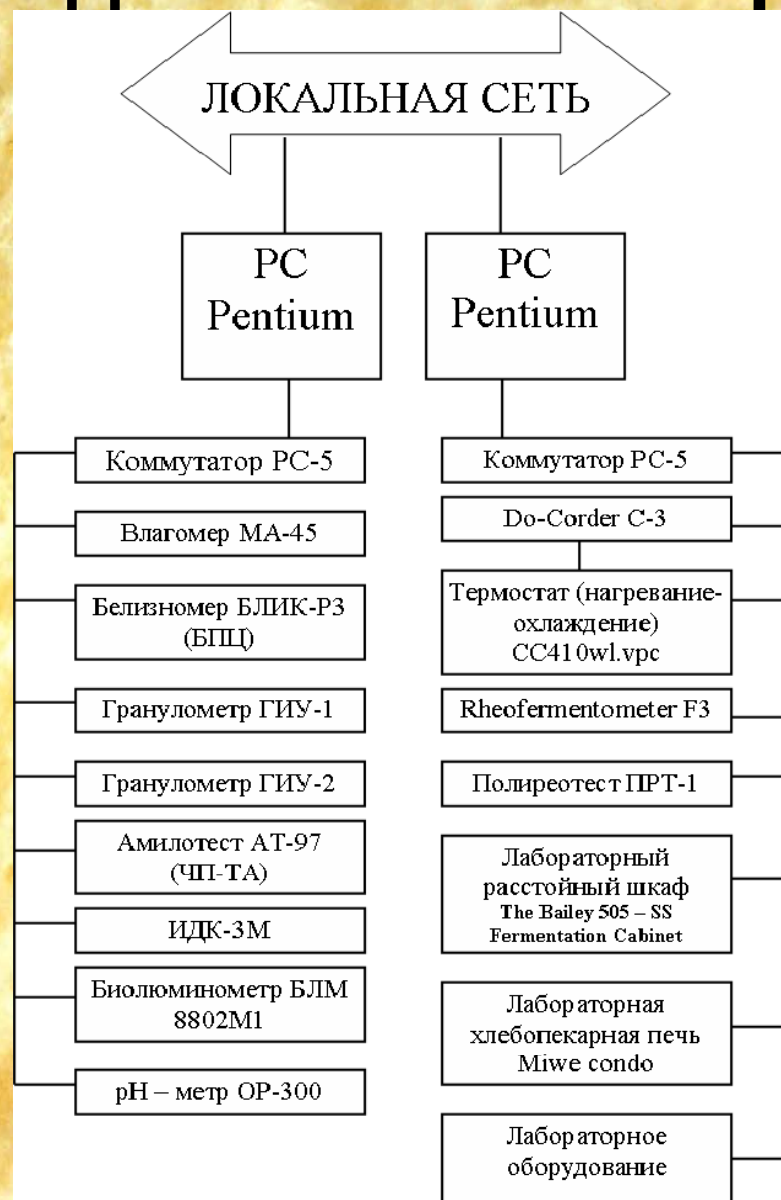 ЛОКАЛЬНАЯ СЕТЬ
PC
Pentium
Коммутатор PC-5
Влагомер МА-45
Белизномер БЛИК-Р3
(БПЦ)
Гранулометр ГИУ-1
Гранулометр ГИУ-2
Амилотест АТ-97
(ЧП-ТА)
ИДК-3М
Биолюминометр БЛМ
8802М1
pH – метр ОР-300
PC
Pentium
Коммутатор PC-5
Do-Corder C-3
Термостат (нагревание-
охлаждение)
CC410wl.vpc
Rheofermentometer F3
Полиреотест ПРТ-1
Лабораторный
расстойный шкаф
The Bailey 505 – SS
Fermentation Cabinet
Лабораторная
хлебопекарная печь
Miwe condo
Лабораторное
оборудование